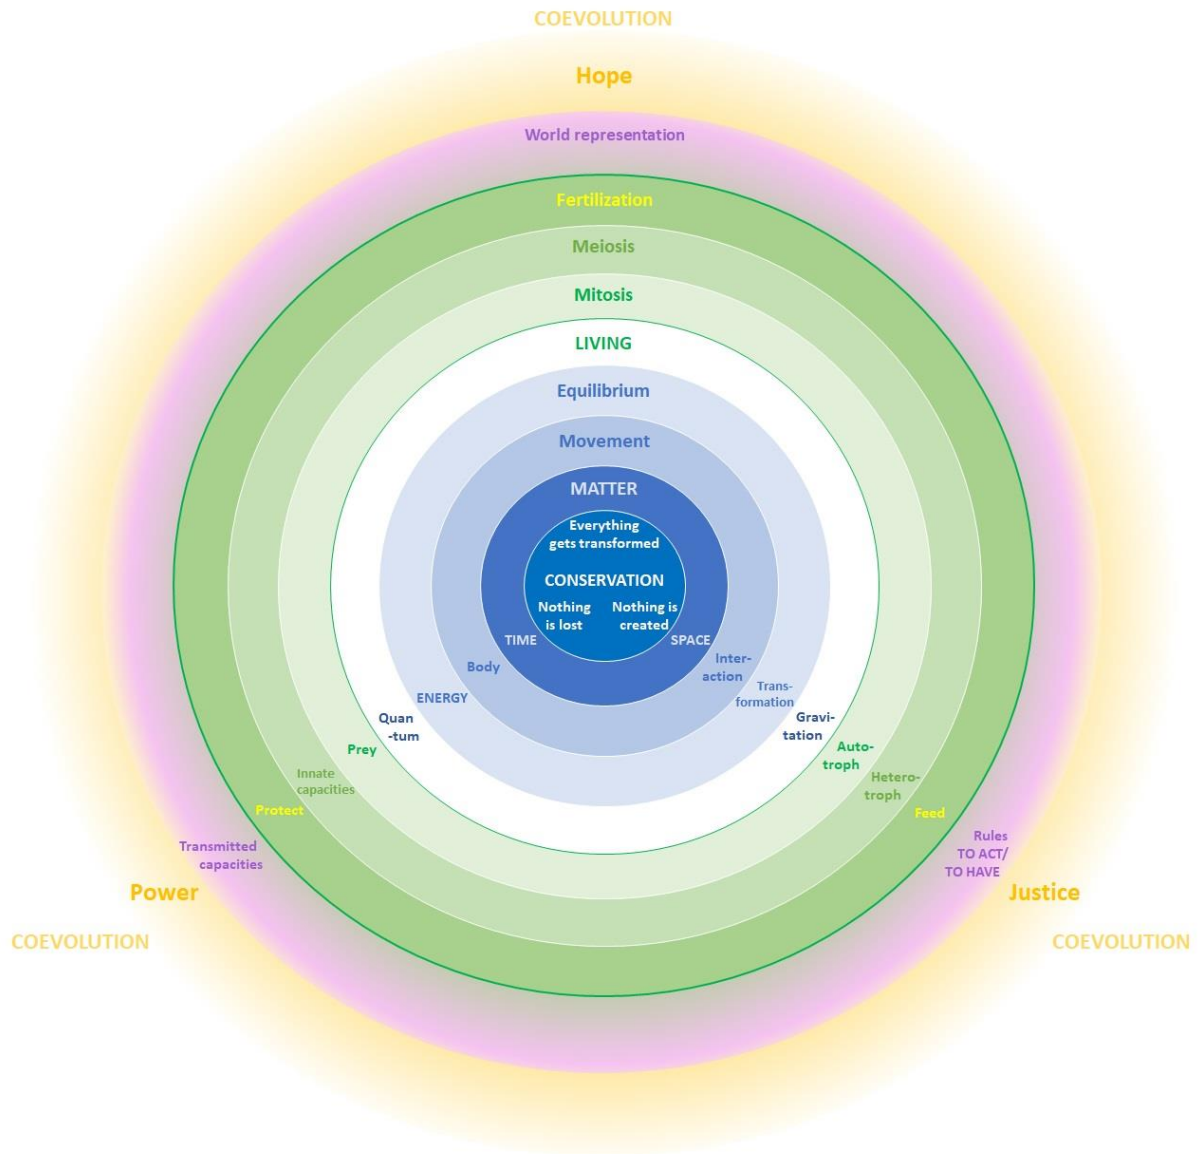 COEVOLUTION
Hope
World representation
Fertilization
Meiosis
Mitosis
LIVING
Equilibrium
Movement
MATTER
Everything
gets transformed
CONSERVATION
Nothing
is lost
Nothing is
created
TIME
SPACE
Body
Inter-
action
ENERGY
Trans-
formation
Quan
-tum
Gravi-
tation
Prey
Auto-
troph
Innate
capacities
Hetero-
troph
Protect
Feed
Transmitted
capacities
Rules
TO ACT/
TO HAVE
Power
Justice
COEVOLUTION
COEVOLUTION